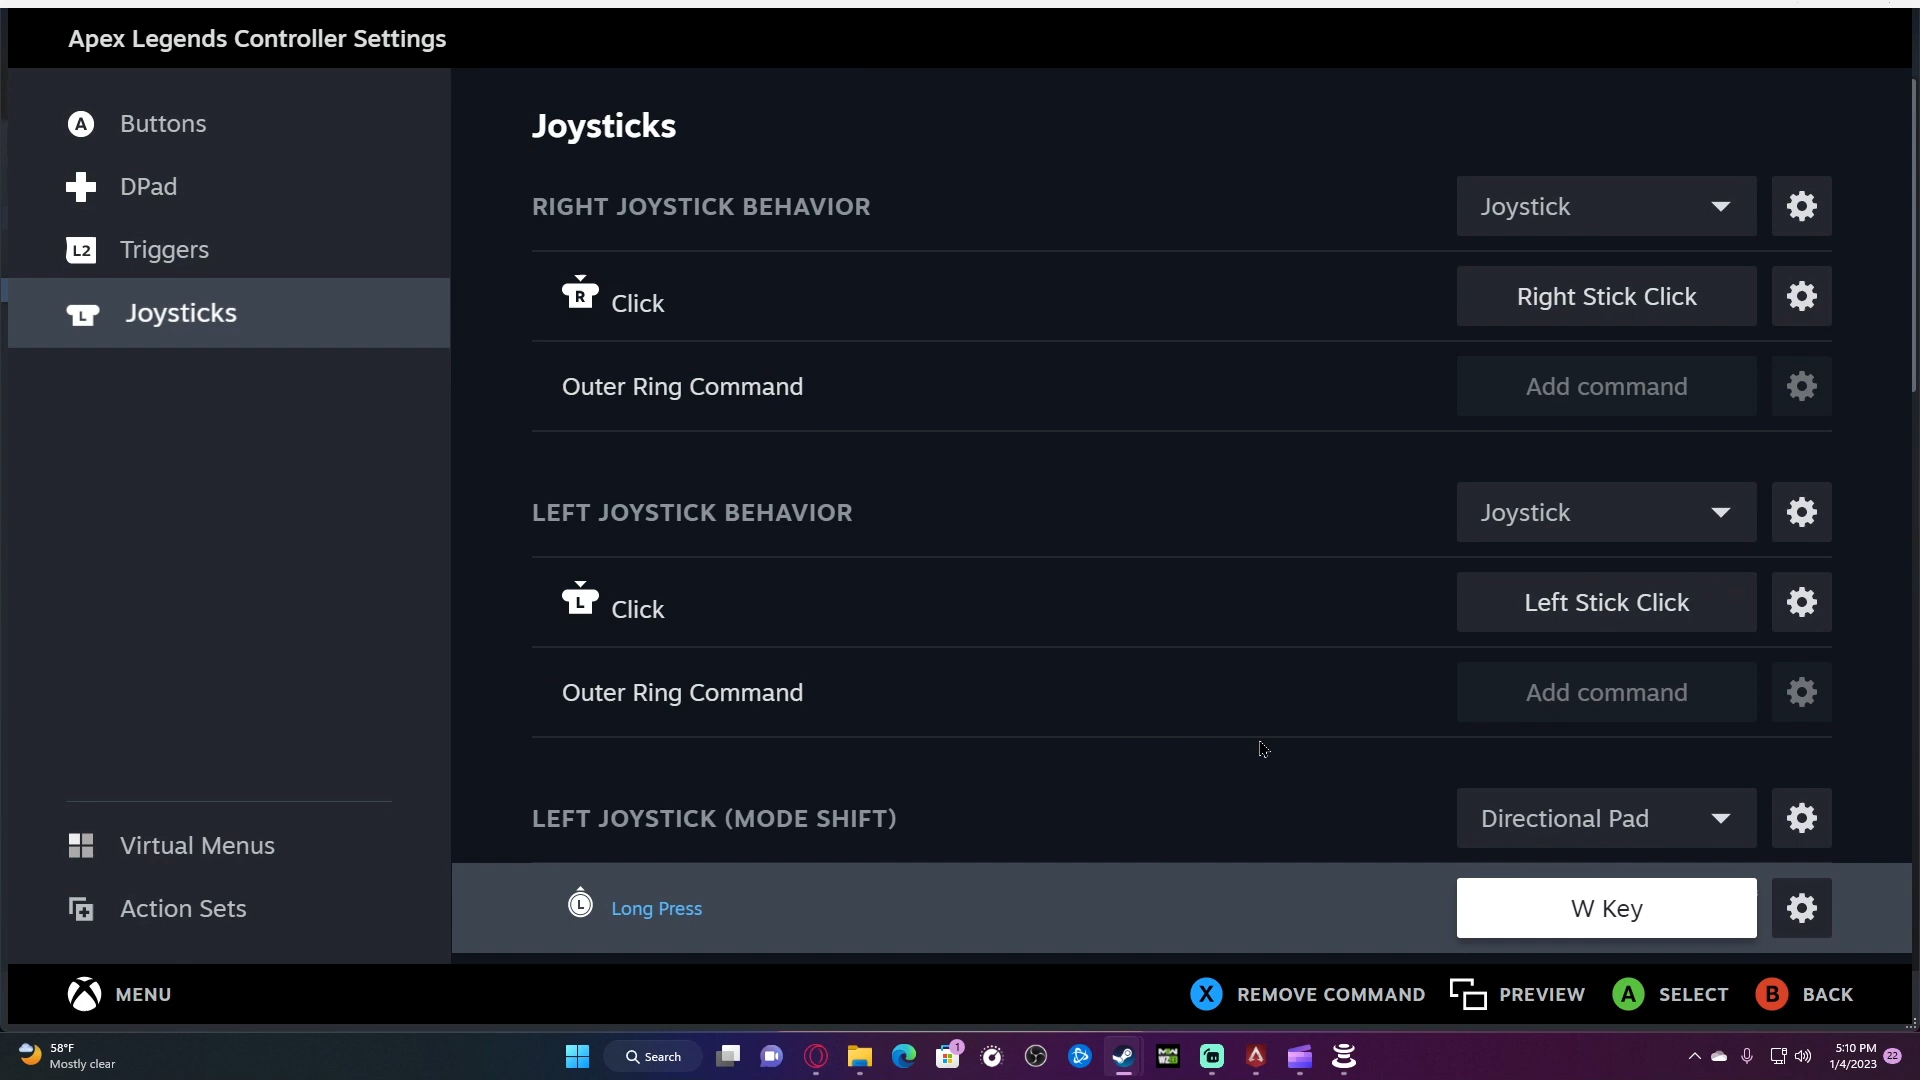 Apex Legends Controller Settings
A Buttons
DPad
L2 Triggers
L Joysticks
Virtual Menus
Action Sets
Joysticks
RIGHT JOYSTICK BEHAVIOR
Joystick
R Click
Right Stick Click
Outer Ring Command
Add command
LEFT JOYSTICK BEHAVIOR
Joystick
L Click
Left Stick Click
Outer Ring Command
Add command
LEFT JOYSTICK (MODE SHIFT)
Directional Pad
L Long Press
W Key
MENU
X REMOVE COMMAND
PREVIEW
A SELECT
B BACK
58°F
Mostly clear
Search
1
5:10 PM
1/4/2023
22